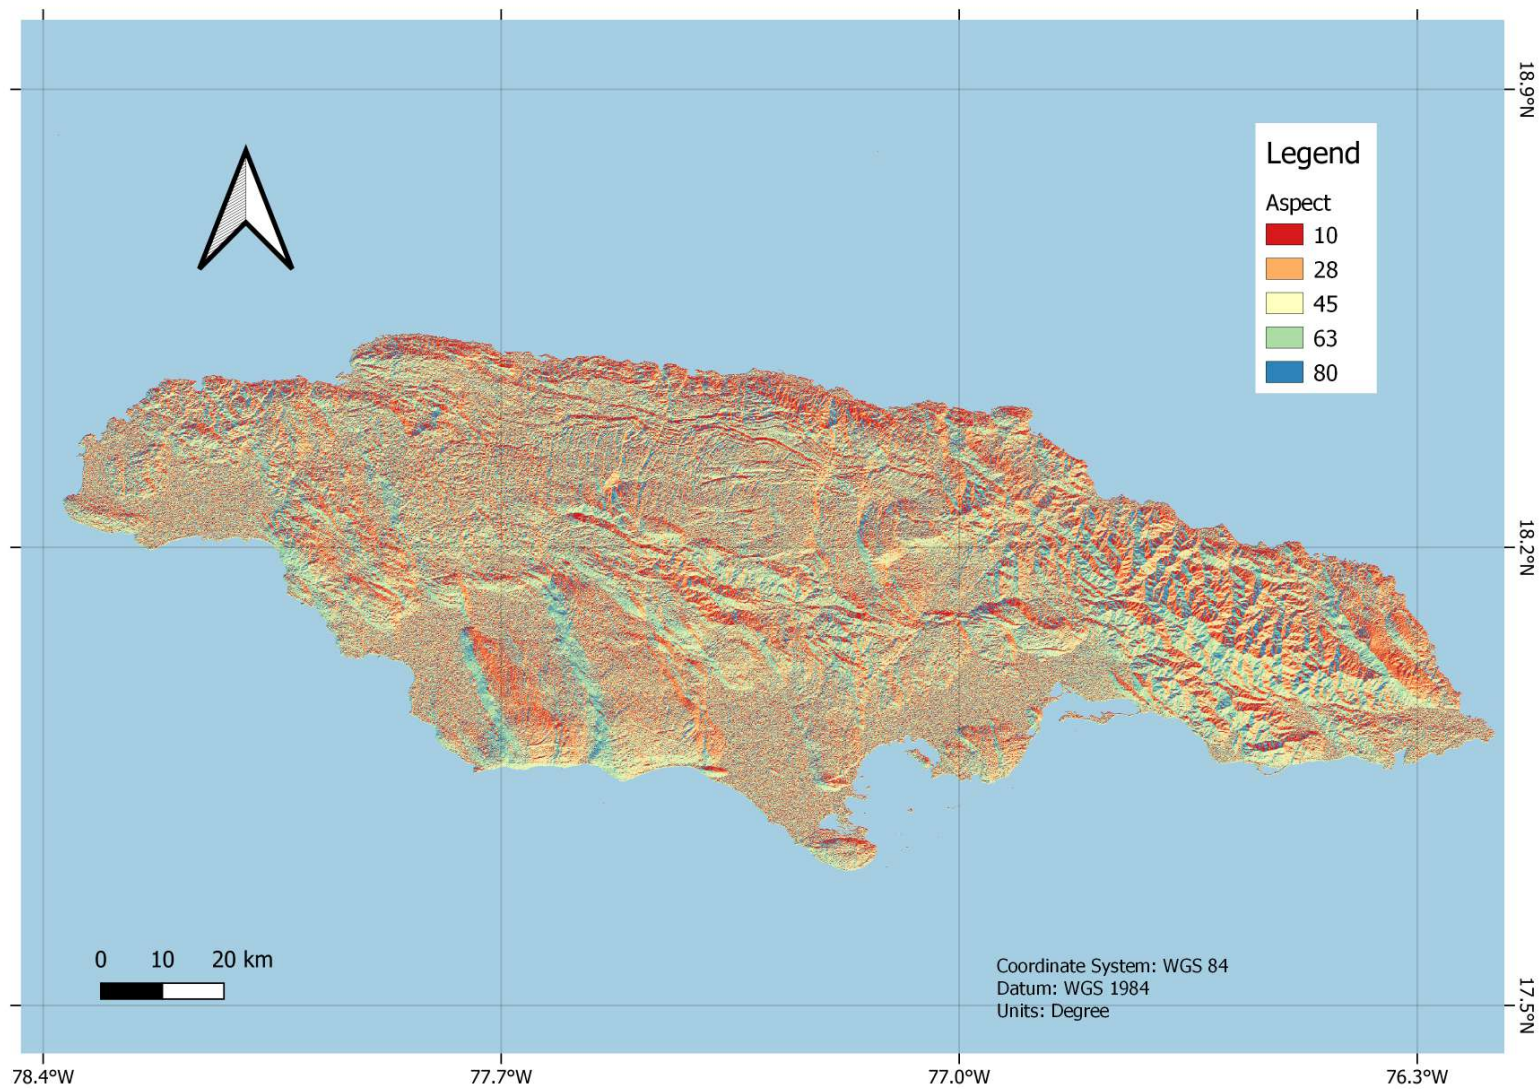 18.9°N
Legend
Aspect
10
28
45
63
80
18.2°N
0 10 20 km
Coordinate System: WGS 84
Datum: WGS 1984
Units: Degree
17.5°N
78.4°W 77.7°W 77.0°W 76.3°W